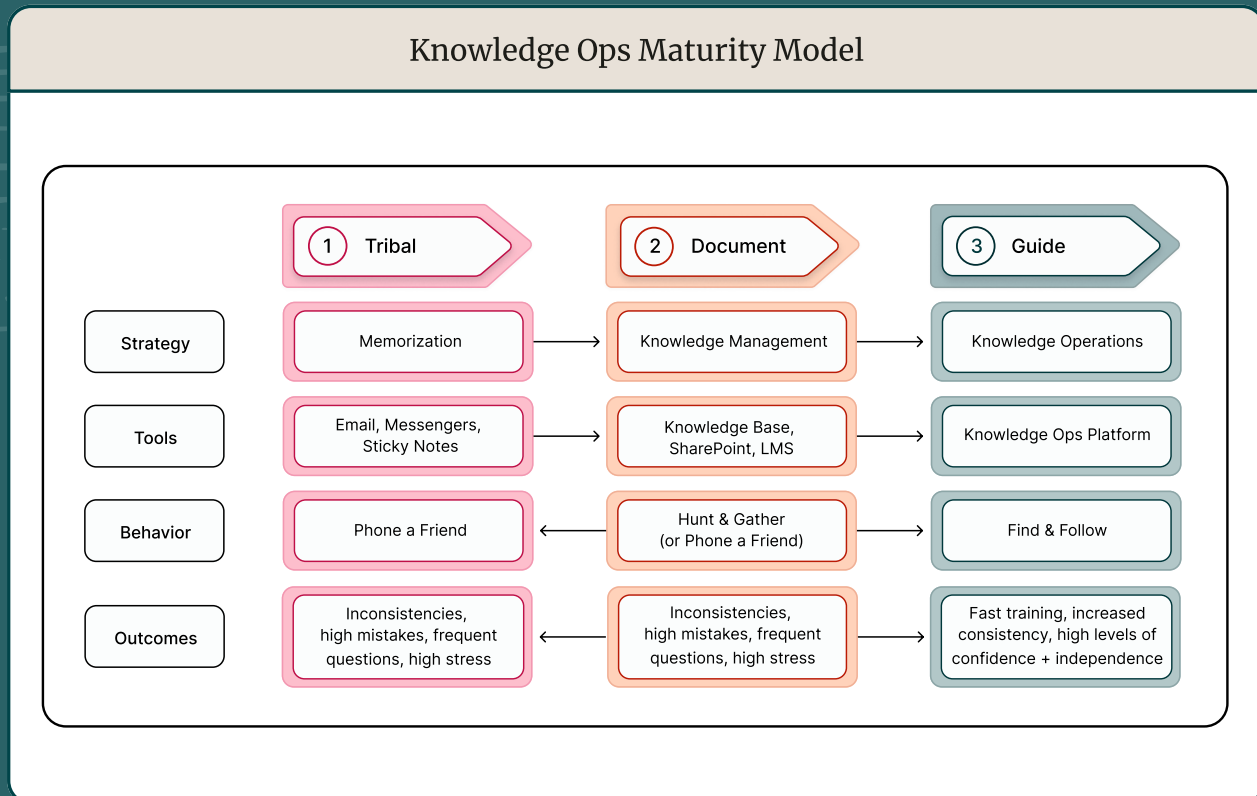 Knowledge Ops Maturity Model
1 Tribal
2 Document
3 Guide
Strategy
Memorization
Knowledge Management
Knowledge Operations
Tools
Email, Messengers,
Sticky Notes
Knowledge Base,
SharePoint, LMS
Knowledge Ops Platform
Behavior
Phone a Friend
Hunt & Gather
(or Phone a Friend)
Find & Follow
Outcomes
Inconsistencies,
high mistakes, frequent
questions, high stress
Inconsistencies,
high mistakes, frequent
questions, high stress
Fast training, increased
consistency, high levels of
confidence + independence